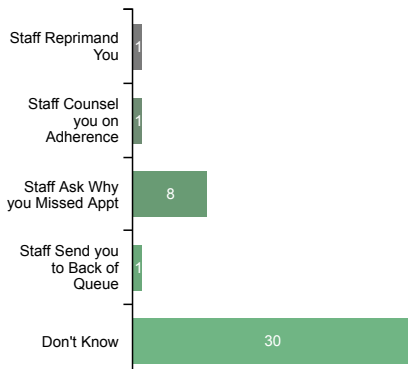 Staff Reprimand
You
1
Staff Counsel
you on
Adherence
1
Staff Ask Why
you Missed Appt
8
Staff Send you
to Back of
Queue
1
Don't Know
30